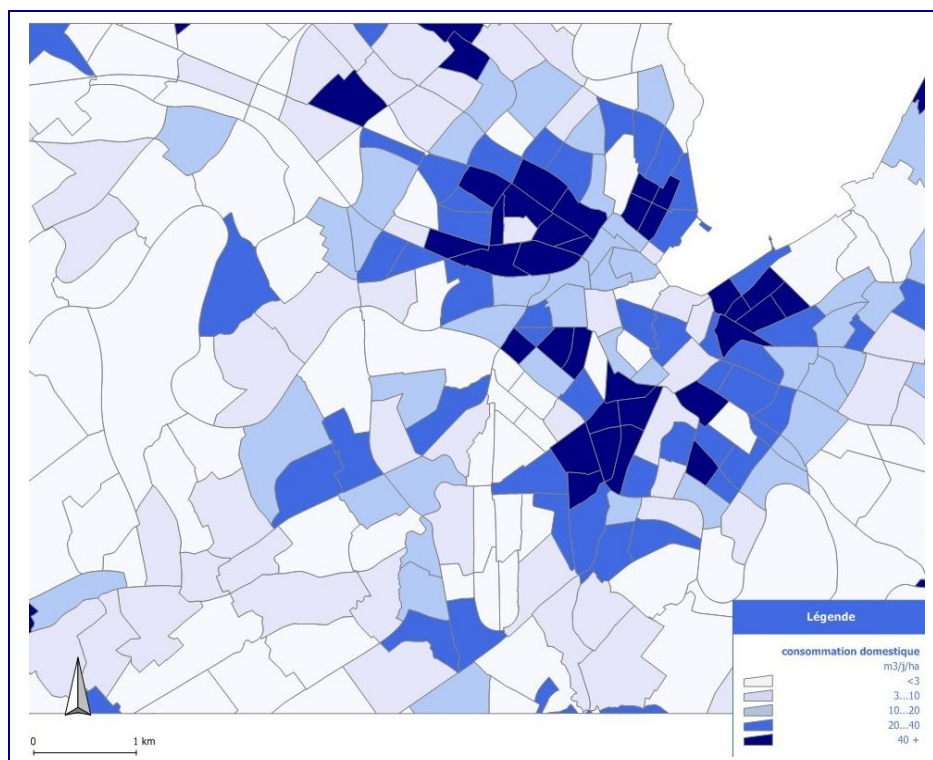 Légende
consommation domestique
m3/j/ha
<3
3...10
10...20
20...40
40 +
0 1 km